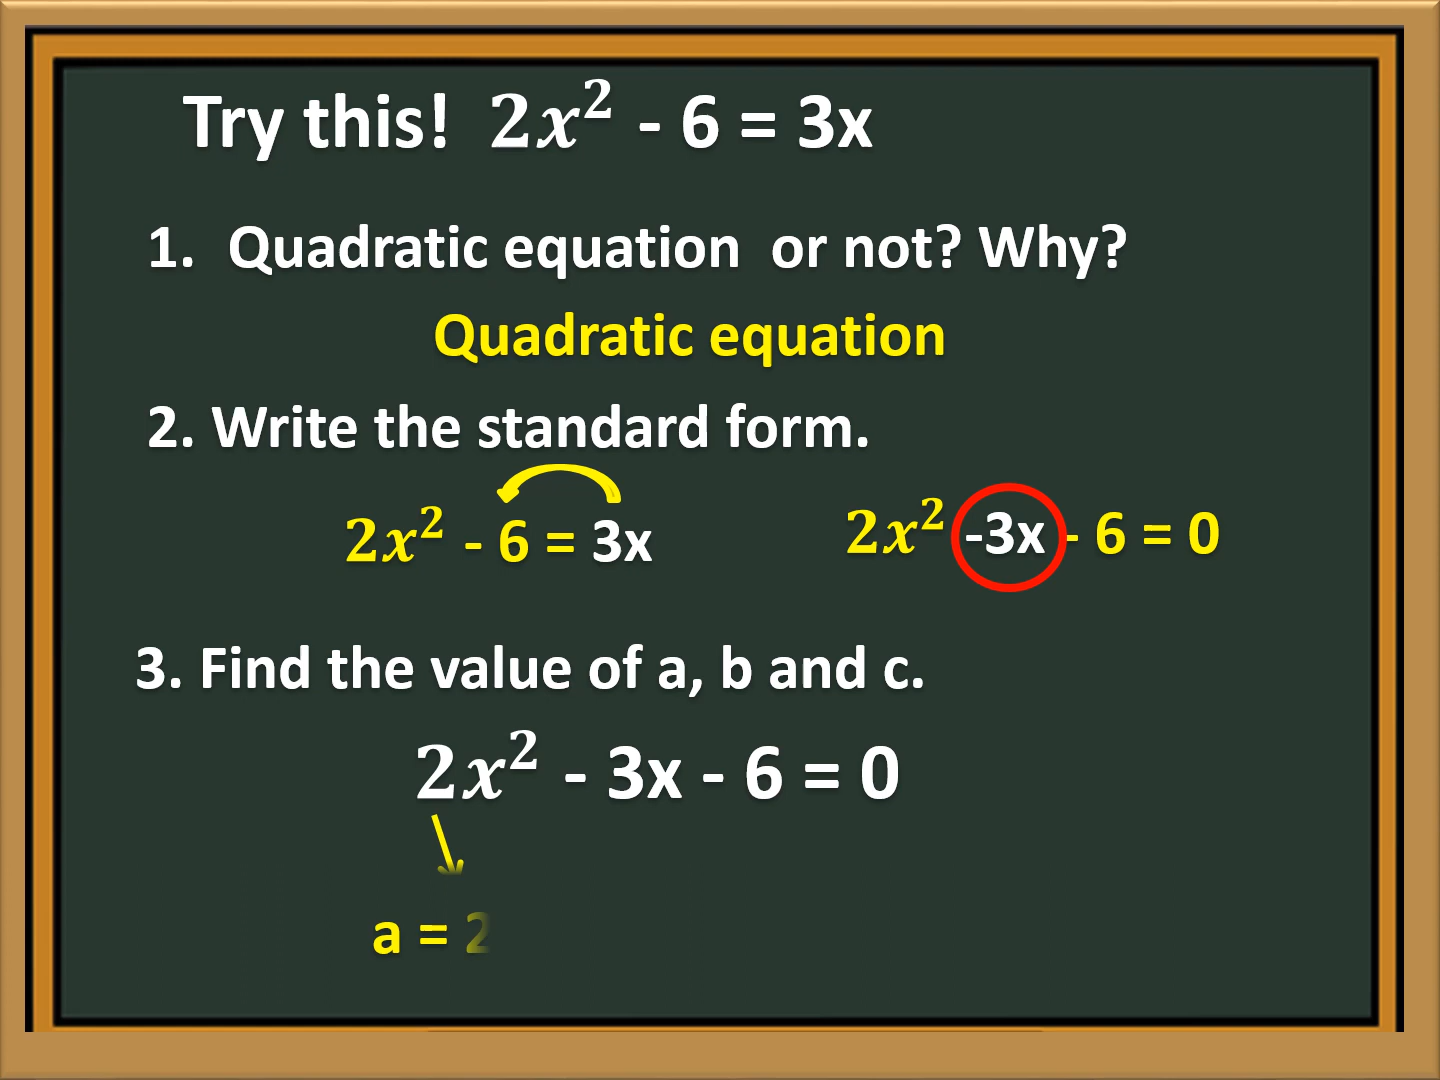 Try this! 2x² - 6 = 3x
1. Quadratic equation or not? Why?
Quadratic equation
2. Write the standard form.
2x² - 6 = 3x 2x² -3x - 6 = 0
3. Find the value of a, b and c.
2x² - 3x - 6 = 0
a = 2